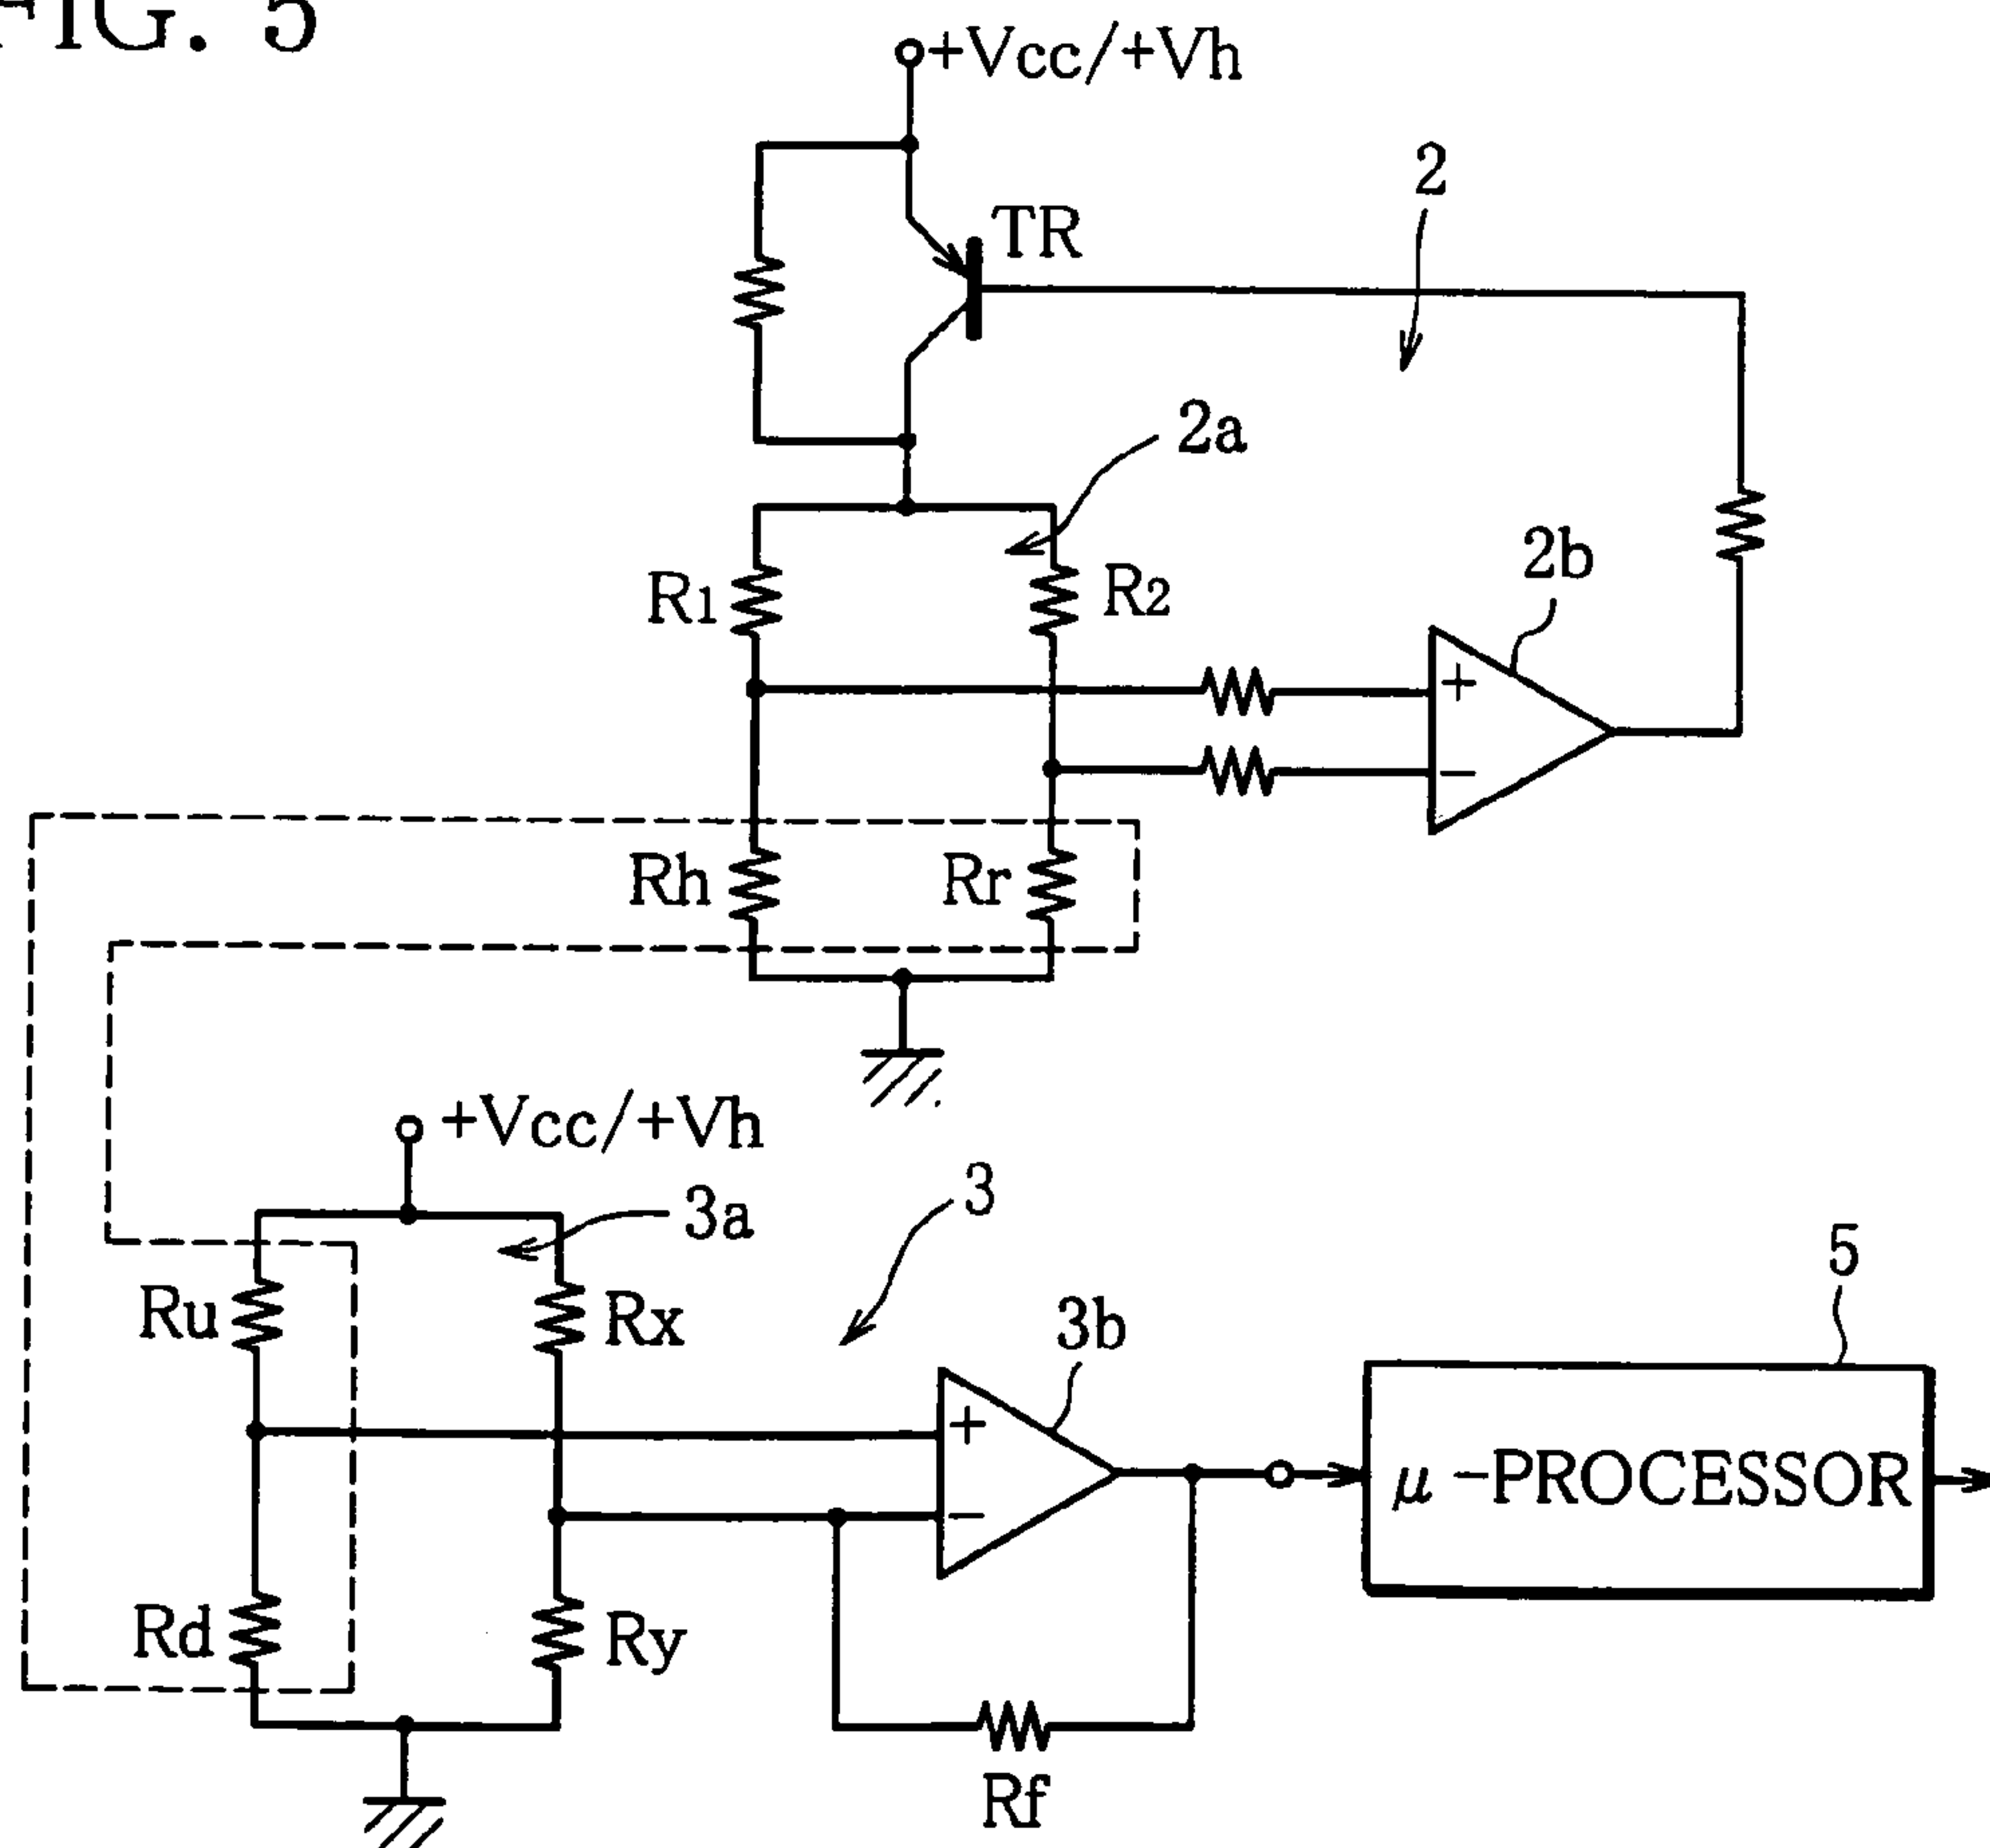 FIG. 5
+Vcc/+Vh
2
TR
2a
R1
R2
2b
+
−
Rh
Rr
+Vcc/+Vh
3a
3
5
Ru
Rx
3b
+
−
μ-PROCESSOR
Rd
Ry
Rf